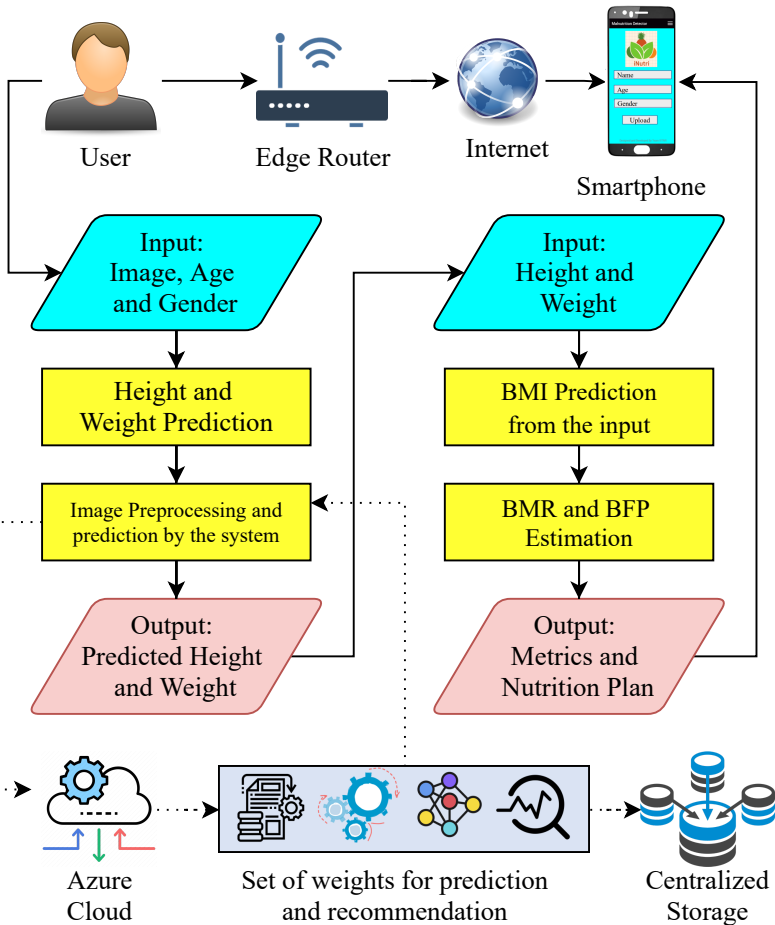 Malnutrition Detector
iNutri
Name
Age
Gender
Upload
User
Edge Router
Internet
Smartphone
Input:
Image, Age
and Gender
Input:
Height and
Weight
Height and
Weight Prediction
BMI Prediction
from the input
Image Preprocessing and
prediction by the system
BMR and BFP
Estimation
Output:
Predicted Height
and Weight
Output:
Metrics and
Nutrition Plan
Azure
Cloud
Set of weights for prediction
and recommendation
Centralized
Storage